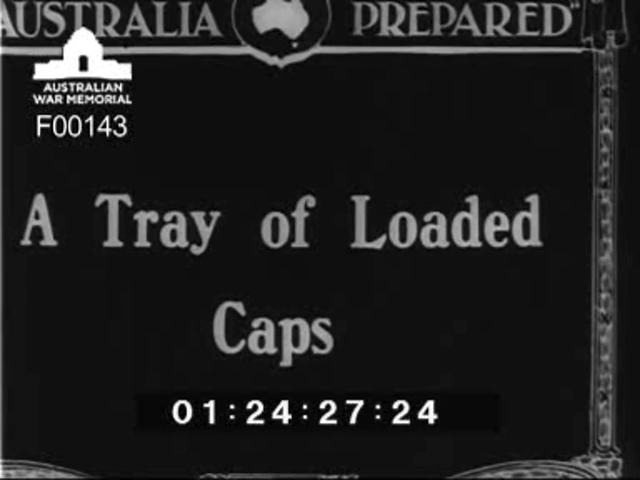 AUSTRALIA PREPARED"
AUSTRALIAN
WAR MEMORIAL
F00143
A Tray of Loaded
Caps
01:24:27:24